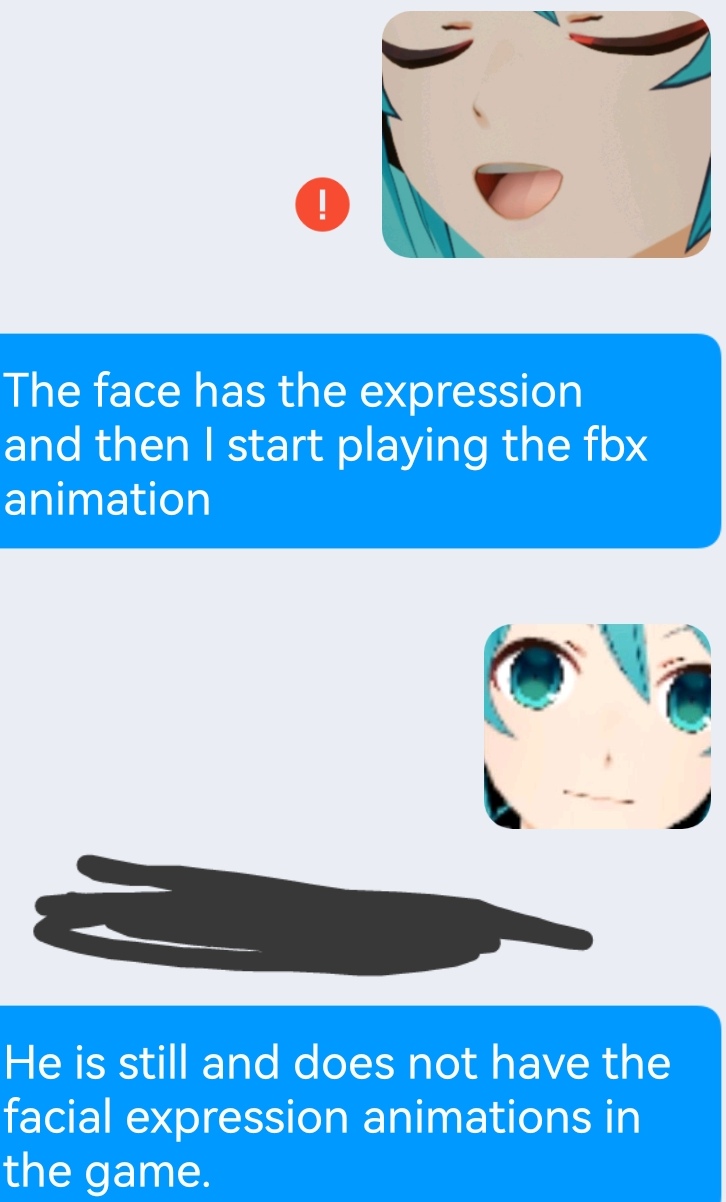 !
The face has the expression
and then I start playing the fbx
animation
He is still and does not have the
facial expression animations in
the game.